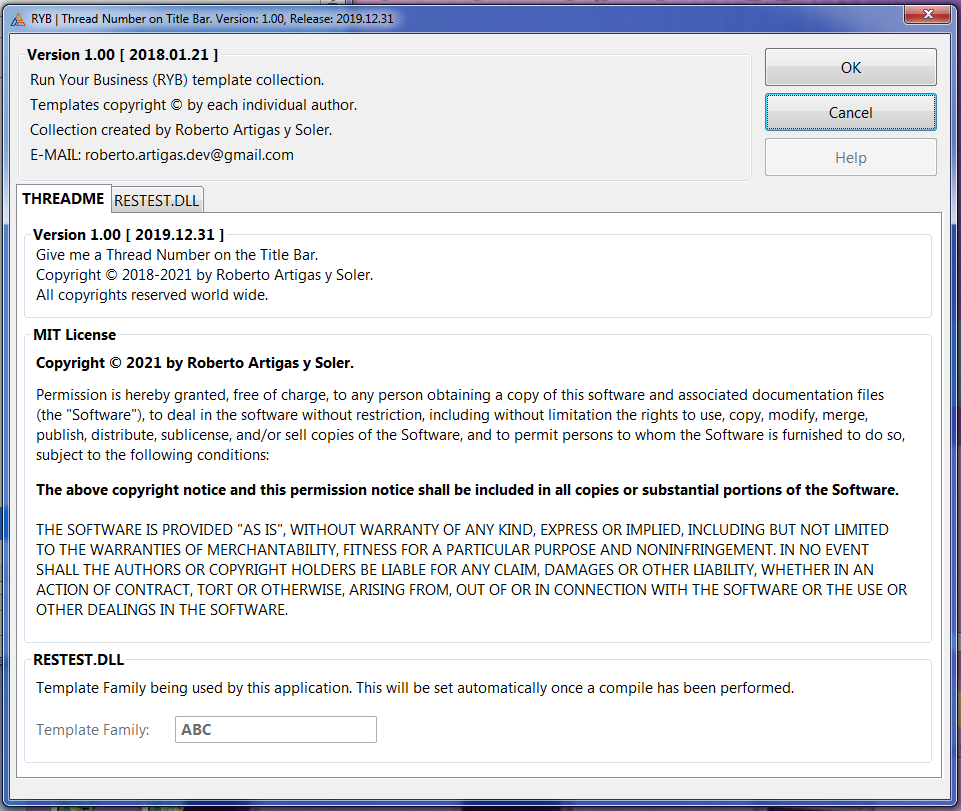 RYB | Thread Number on Title Bar. Version: 1.00, Release: 2019.12.31
Version 1.00 [ 2018.01.21 ]
Run Your Business (RYB) template collection.
Templates copyright © by each individual author.
Collection created by Roberto Artigas y Soler.
E-MAIL: roberto.artigas.dev@gmail.com
OK
Cancel
Help
THREADME
RESTEST.DLL
Version 1.00 [ 2019.12.31 ]
Give me a Thread Number on the Title Bar.
Copyright © 2018-2021 by Roberto Artigas y Soler.
All copyrights reserved world wide.
MIT License
Copyright © 2021 by Roberto Artigas y Soler.
Permission is hereby granted, free of charge, to any person obtaining a copy of this software and associated documentation files
(the "Software"), to deal in the software without restriction, including without limitation the rights to use, copy, modify, merge,
publish, distribute, sublicense, and/or sell copies of the Software, and to permit persons to whom the Software is furnished to do so,
subject to the following conditions:
The above copyright notice and this permission notice shall be included in all copies or substantial portions of the Software.
THE SOFTWARE IS PROVIDED "AS IS", WITHOUT WARRANTY OF ANY KIND, EXPRESS OR IMPLIED, INCLUDING BUT NOT LIMITED
TO THE WARRANTIES OF MERCHANTABILITY, FITNESS FOR A PARTICULAR PURPOSE AND NONINFRINGEMENT. IN NO EVENT
SHALL THE AUTHORS OR COPYRIGHT HOLDERS BE LIABLE FOR ANY CLAIM, DAMAGES OR OTHER LIABILITY, WHETHER IN AN
ACTION OF CONTRACT, TORT OR OTHERWISE, ARISING FROM, OUT OF OR IN CONNECTION WITH THE SOFTWARE OR THE USE OR
OTHER DEALINGS IN THE SOFTWARE.
RESTEST.DLL
Template Family being used by this application. This will be set automatically once a compile has been performed.
Template Family: ABC